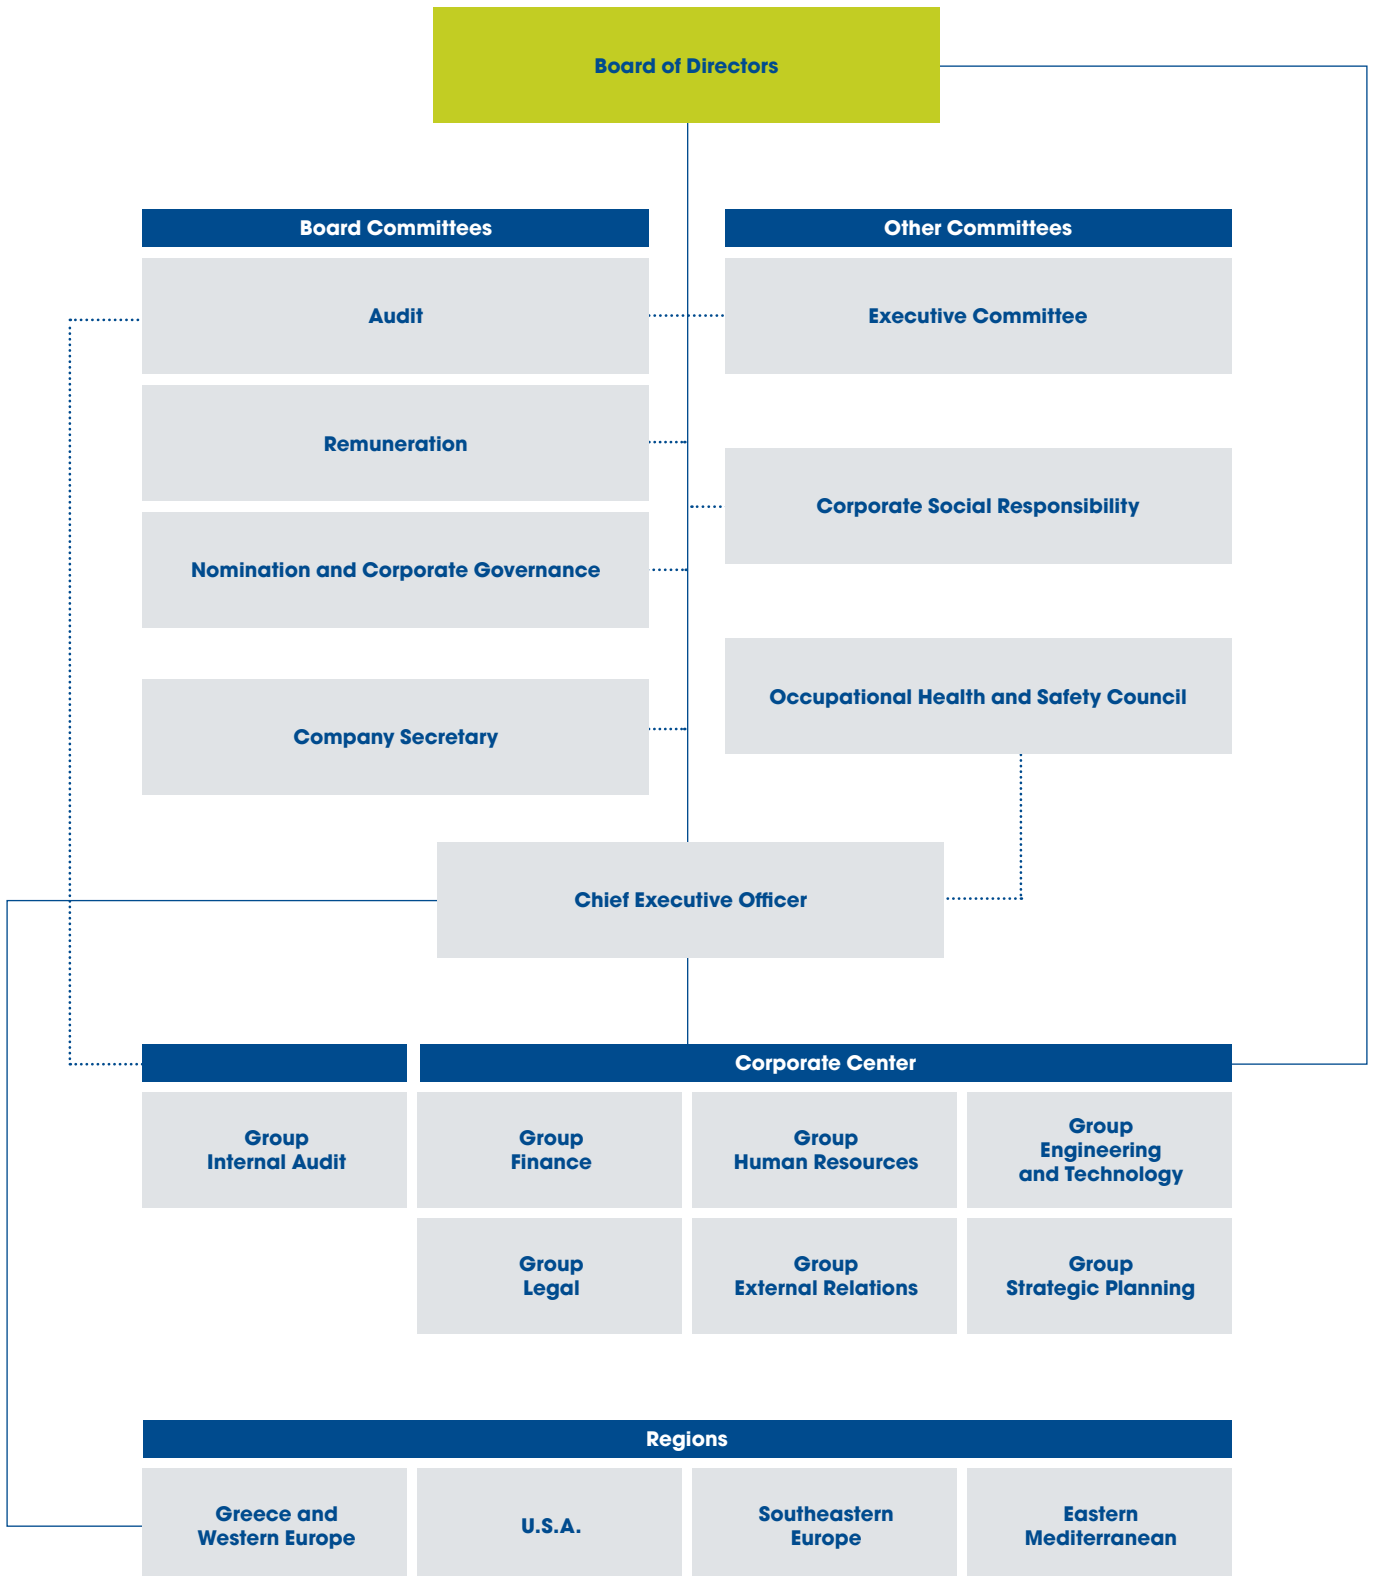 Board of Directors
Board Committees
Other Committees
Audit
Executive Committee
Remuneration
Corporate Social Responsibility
Nomination and Corporate Governance
Occupational Health and Safety Council
Company Secretary
Chief Executive Officer
Corporate Center
Group
Internal Audit
Group
Finance
Group
Human Resources
Group
Engineering
and Technology
Group
Legal
Group
External Relations
Group
Strategic Planning
Regions
Greece and
Western Europe
U.S.A.
Southeastern
Europe
Eastern
Mediterranean